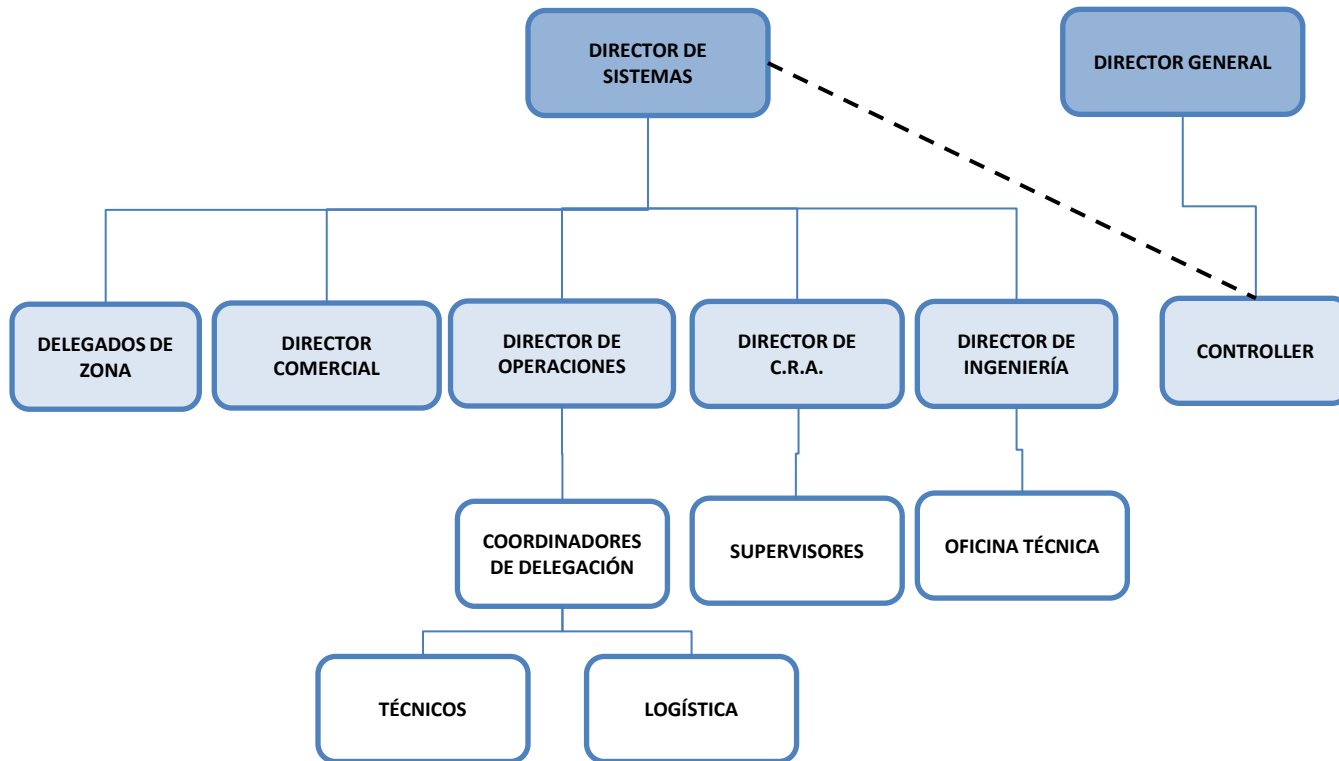 DIRECTOR DE
SISTEMAS
DIRECTOR GENERAL
DELEGADOS DE
ZONA
DIRECTOR
COMERCIAL
DIRECTOR DE
OPERACIONES
DIRECTOR DE
C.R.A.
DIRECTOR DE
INGENIERÍA
CONTROLLER
COORDINADORES
DE DELEGACIÓN
SUPERVISORES
OFICINA TÉCNICA
TÉCNICOS
LOGÍSTICA